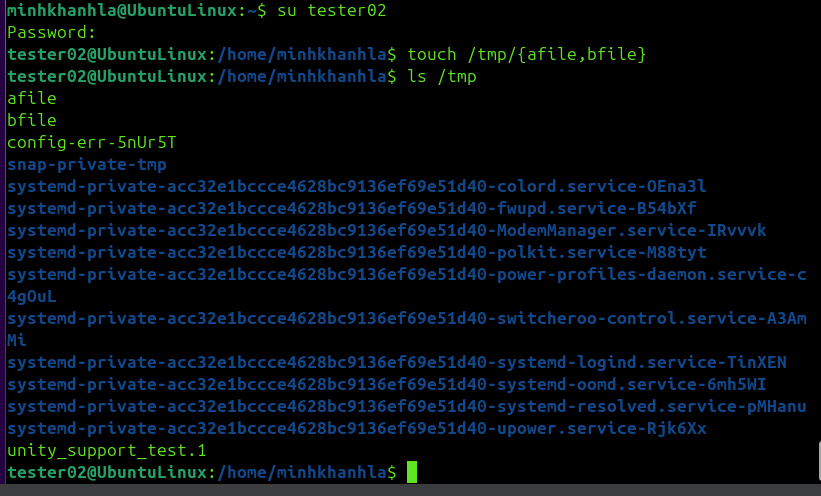 minhkhanhla@UbuntuLinux:~$ su tester02
Password:
tester02@UbuntuLinux:/home/minhkhanhla$ touch /tmp/{afile,bfile}
tester02@UbuntuLinux:/home/minhkhanhla$ ls /tmp
afile
bfile
config-err-5nUr5T
snap-private-tmp
systemd-private-acc32e1bccce4628bc9136ef69e51d40-colord.service-OEna3l
systemd-private-acc32e1bccce4628bc9136ef69e51d40-fwupd.service-B54bXf
systemd-private-acc32e1bccce4628bc9136ef69e51d40-ModemManager.service-IRvvvk
systemd-private-acc32e1bccce4628bc9136ef69e51d40-polkit.service-M88tyt
systemd-private-acc32e1bccce4628bc9136ef69e51d40-power-profiles-daemon.service-c
4gOuL
systemd-private-acc32e1bccce4628bc9136ef69e51d40-switcheroo-control.service-A3Am
Mi
systemd-private-acc32e1bccce4628bc9136ef69e51d40-systemd-logind.service-TinXEN
systemd-private-acc32e1bccce4628bc9136ef69e51d40-systemd-oomd.service-6mh5WI
systemd-private-acc32e1bccce4628bc9136ef69e51d40-systemd-resolved.service-pMHanu
systemd-private-acc32e1bccce4628bc9136ef69e51d40-upower.service-Rjk6Xx
unity_support_test.1
tester02@UbuntuLinux:/home/minhkhanhla$